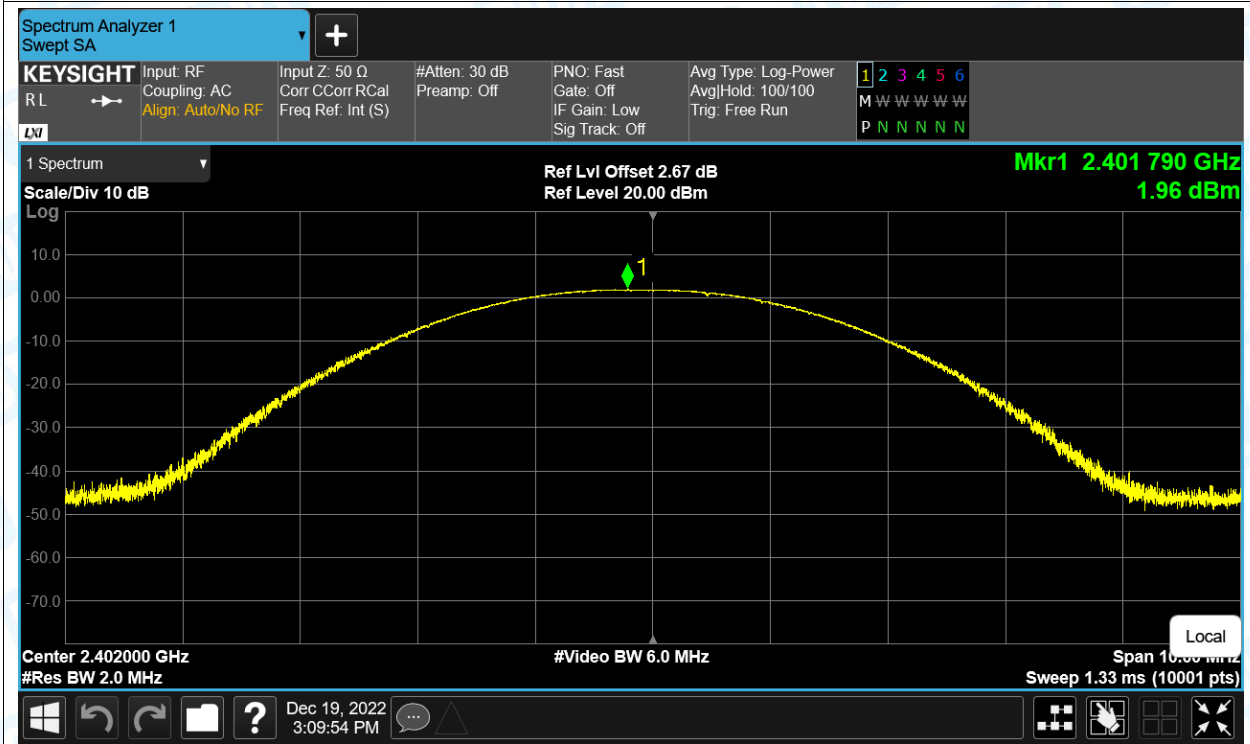 Spectrum Analyzer 1
Swept SA
KEYSIGHT
R L
LXI
Input: RF
Coupling: AC
Align: Auto/No RF
Input Z: 50 Ω
Corr CCorr RCal
Freq Ref: Int (S)
#Atten: 30 dB
Preamp: Off
PNO: Fast
Gate: Off
IF Gain: Low
Sig Track: Off
Avg Type: Log-Power
Avg|Hold: 100/100
Trig: Free Run
1 2 3 4 5 6
M W W W W W
P N N N N N
1 Spectrum
Scale/Div 10 dB
Log
Ref Lvl Offset 2.67 dB
Ref Level 20.00 dBm
Mkr1 2.401 790 GHz
1.96 dBm
1
10.0
0.00
-10.0
-20.0
-30.0
-40.0
-50.0
-60.0
-70.0
Local
Center 2.402000 GHz
#Video BW 6.0 MHz
Span 10.00 MHz
#Res BW 2.0 MHz
Sweep 1.33 ms (10001 pts)
?
Dec 19, 2022
3:09:54 PM